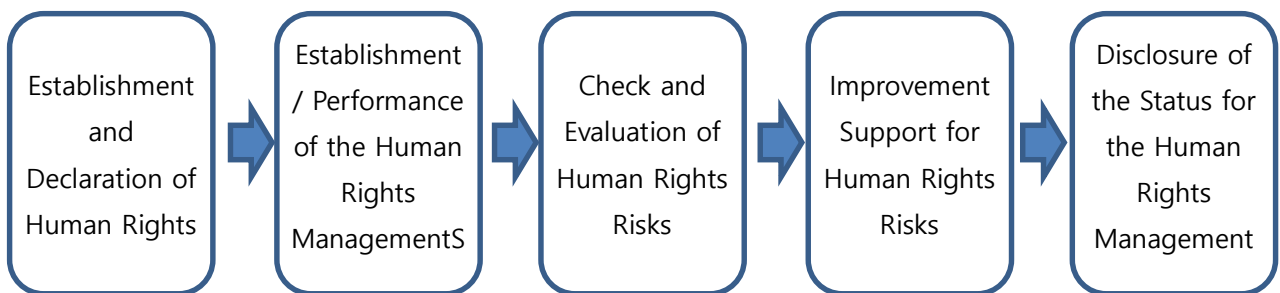 Establishment
and
Declaration of
Human Rights
Establishment
/ Performance
of the Human
Rights
ManagementS
Check and
Evaluation of
Human Rights
Risks
Improvement
Support for
Human Rights
Risks
Disclosure of
the Status for
the Human
Rights
Management